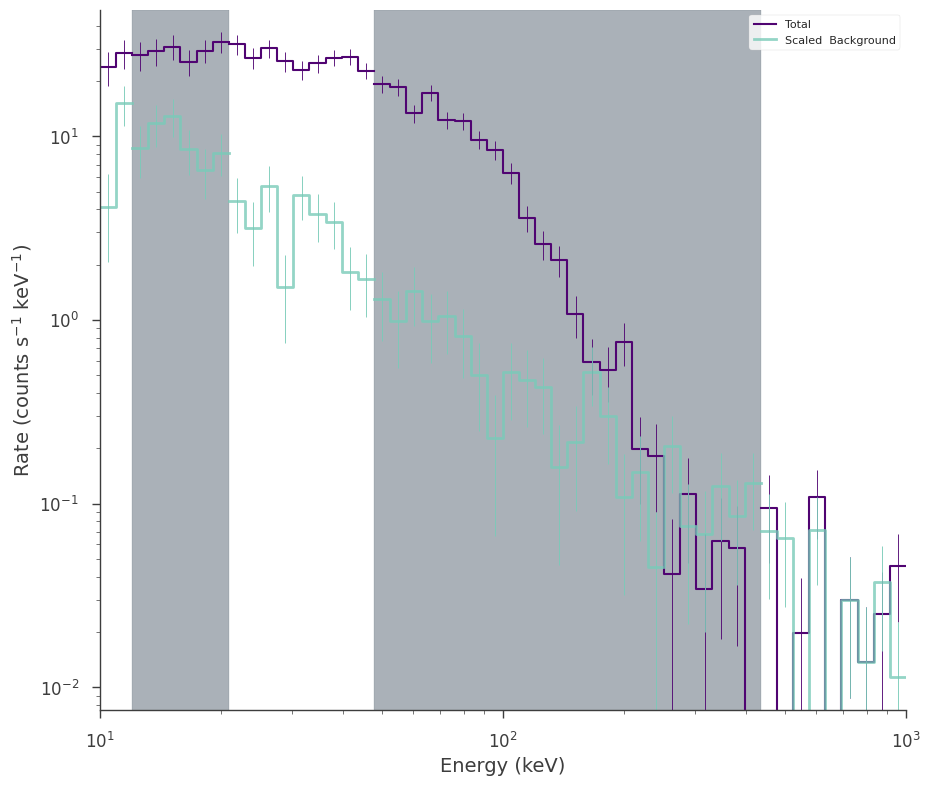 Total
Scaled  Background
10¹
10⁰
10⁻¹
10⁻²
Rate (counts s⁻¹ keV⁻¹)
10¹
10²
10³
Energy (keV)